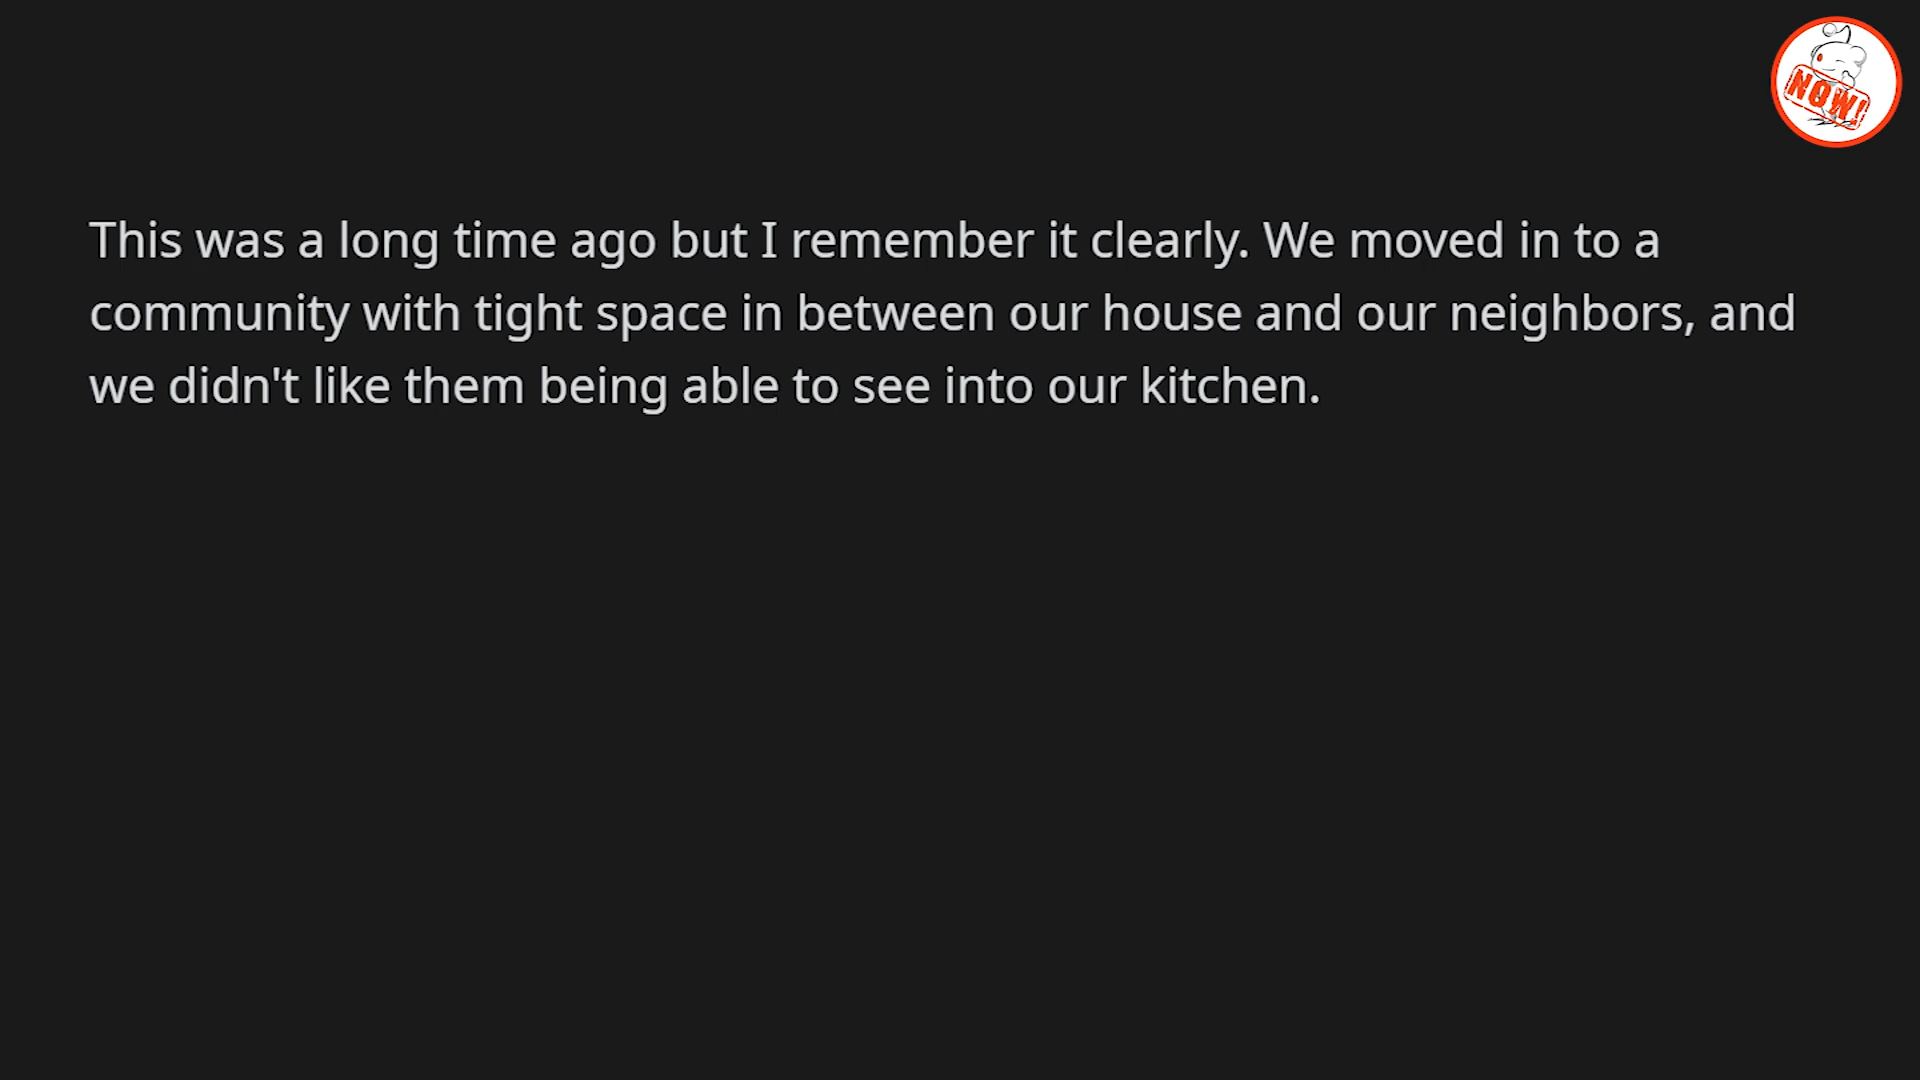 NOW!
This was a long time ago but I remember it clearly. We moved in to a
community with tight space in between our house and our neighbors, and
we didn't like them being able to see into our kitchen.